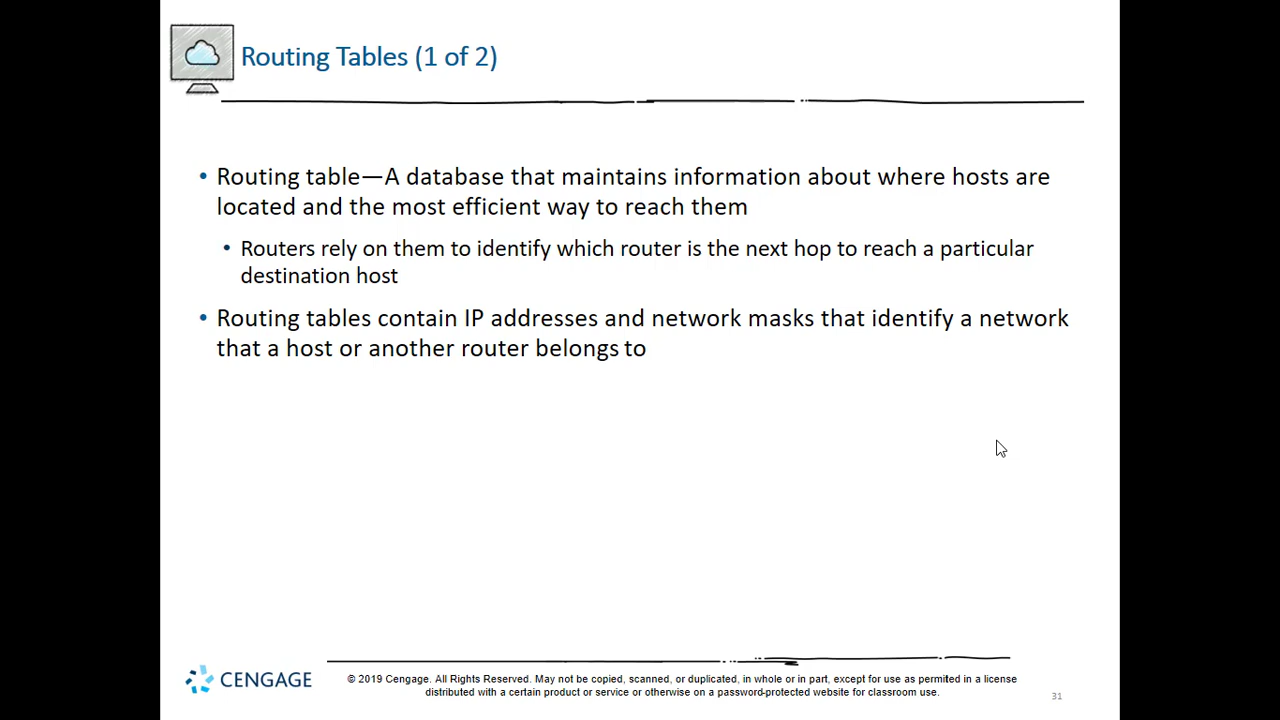 Routing Tables (1 of 2)
• Routing table—A database that maintains information about where hosts are
located and the most efficient way to reach them
• Routers rely on them to identify which router is the next hop to reach a particular
destination host
• Routing tables contain IP addresses and network masks that identify a network
that a host or another router belongs to
CENGAGE
© 2019 Cengage. All Rights Reserved. May not be copied, scanned, or duplicated, in whole or in part, except for use as permitted in a license
distributed with a certain product or service or otherwise on a password-protected website for classroom use.
31